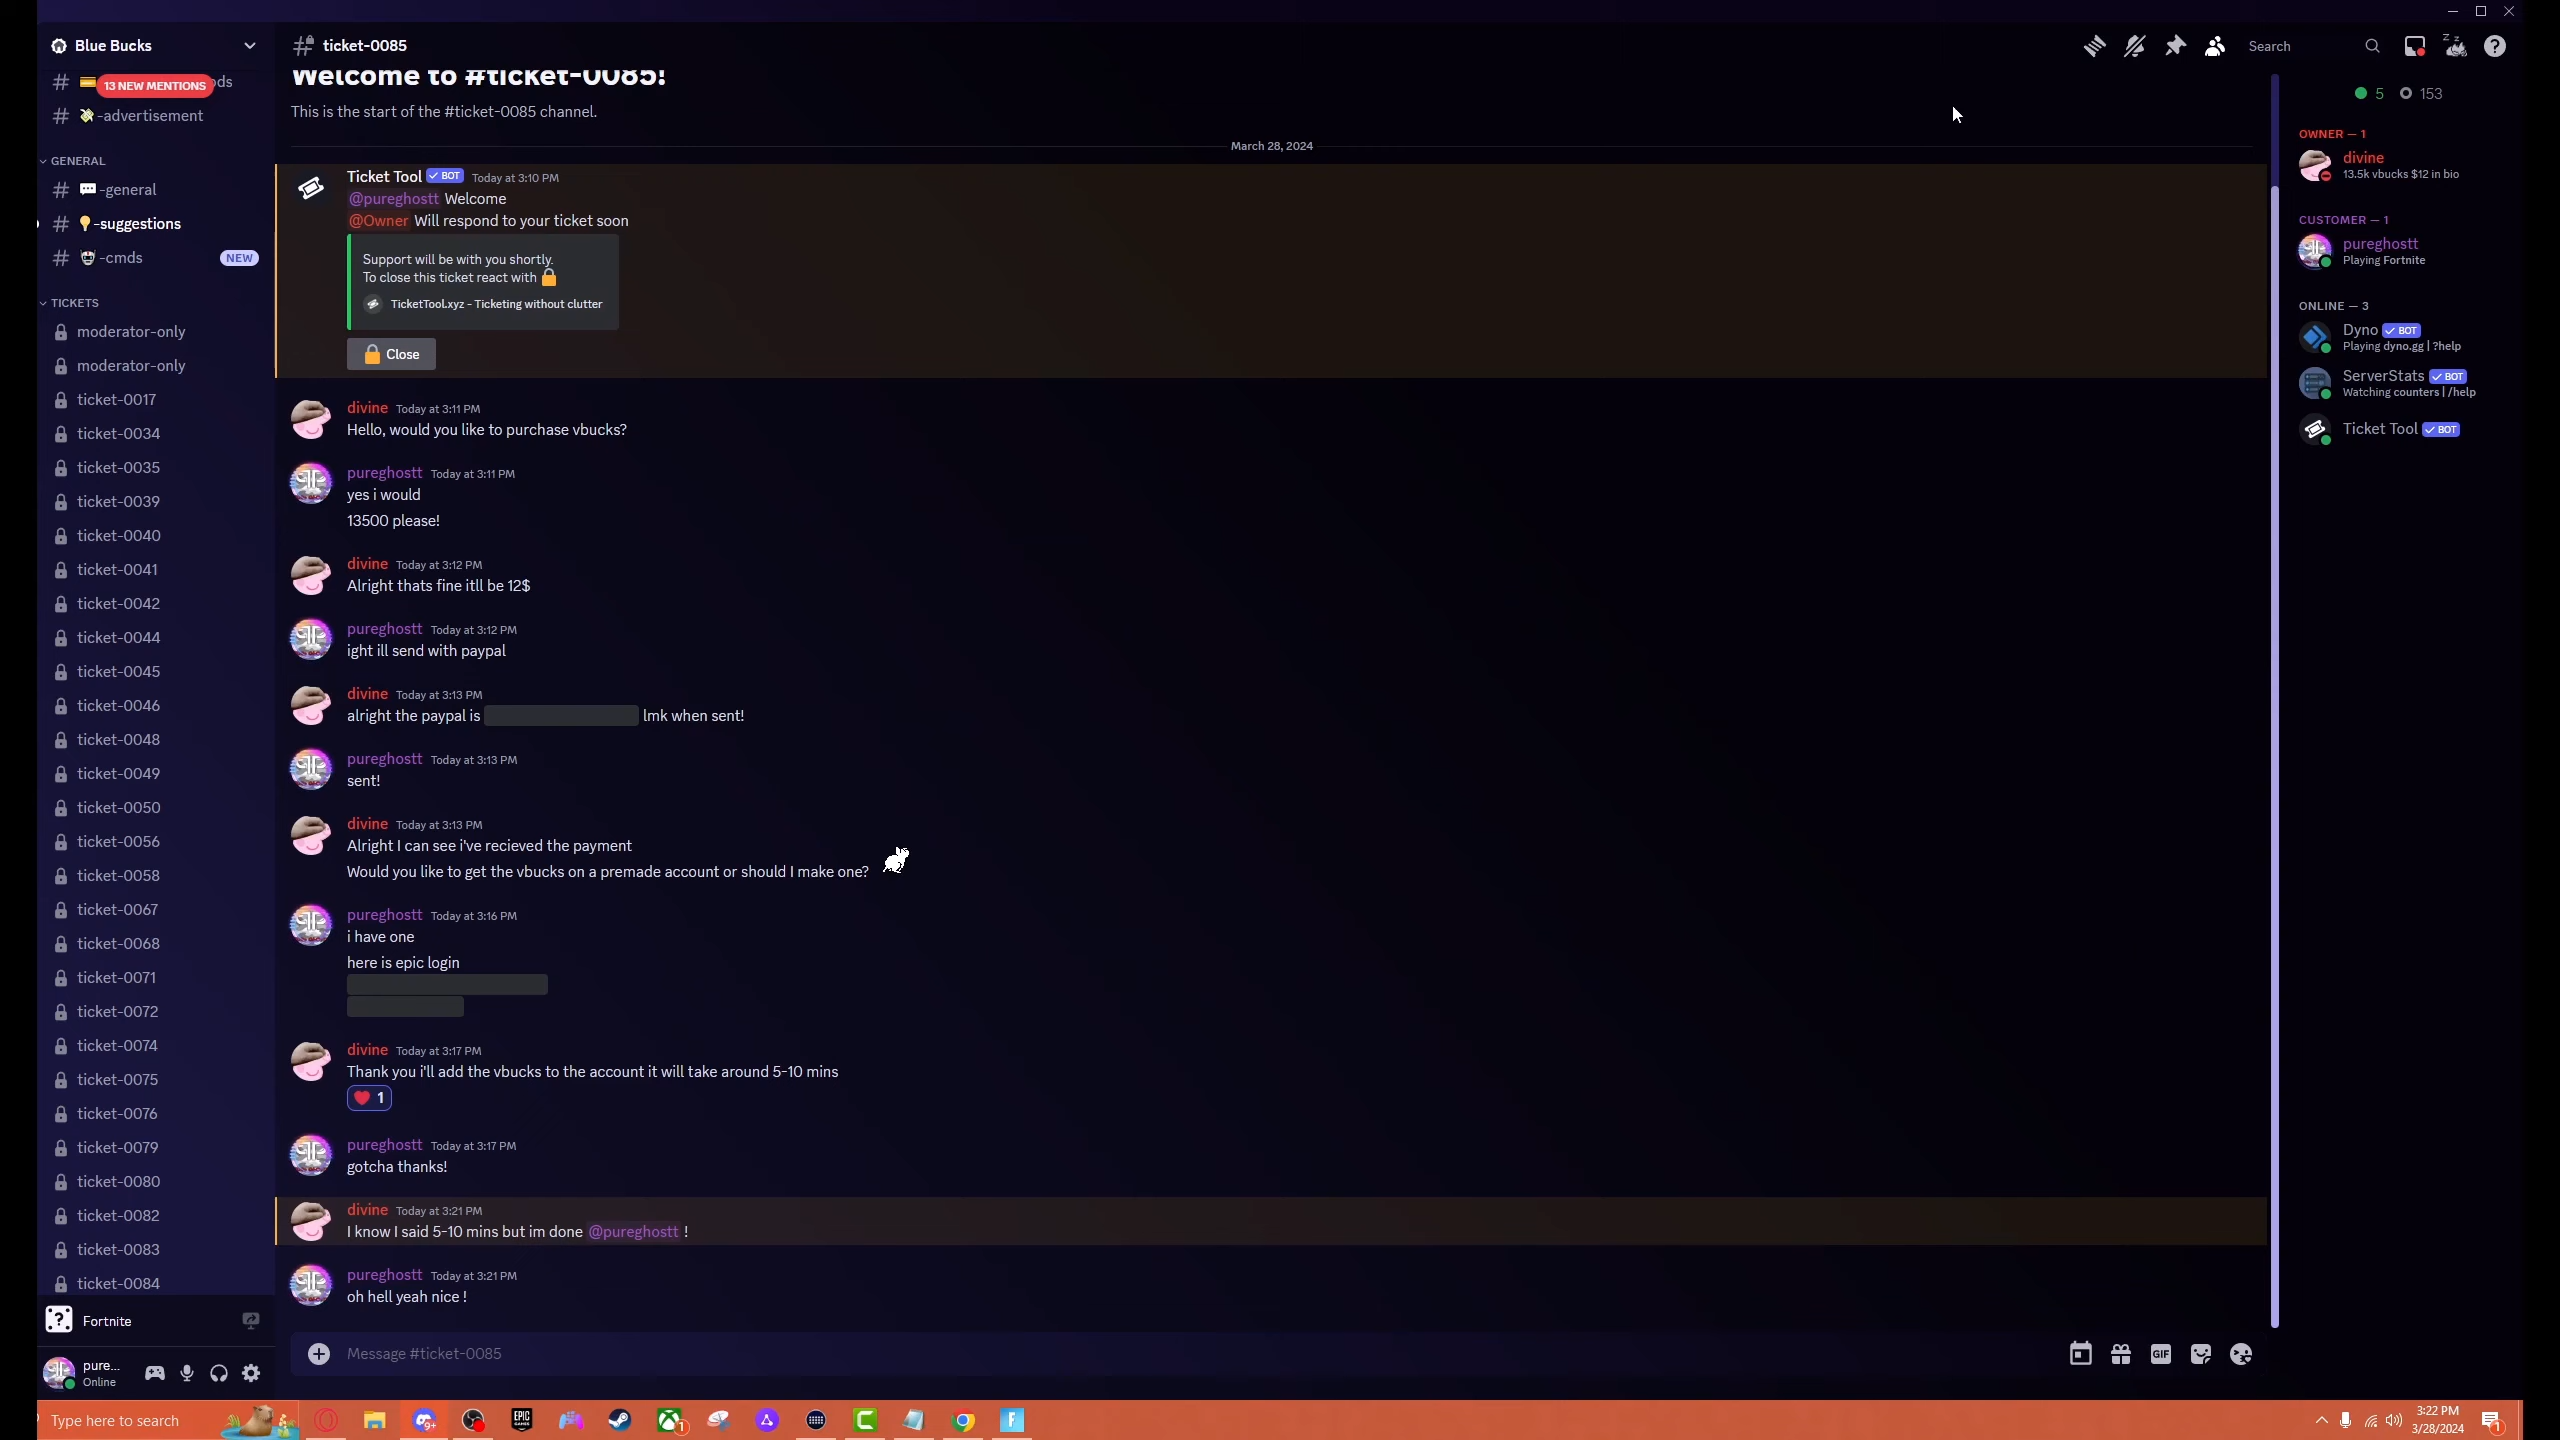 Blue Bucks
13 NEW MENTIONS
ds
-advertisement
GENERAL
-general
-suggestions
-cmds NEW
TICKETS
moderator-only
moderator-only
ticket-0017
ticket-0034
ticket-0035
ticket-0039
ticket-0040
ticket-0041
ticket-0042
ticket-0044
ticket-0045
ticket-0046
ticket-0048
ticket-0049
ticket-0050
ticket-0056
ticket-0058
ticket-0067
ticket-0068
ticket-0071
ticket-0072
ticket-0074
ticket-0075
ticket-0076
ticket-0079
ticket-0080
ticket-0082
ticket-0083
ticket-0084
Fortnite
pure...
Online
ticket-0085
Search
Welcome to #ticket-0085!
This is the start of the #ticket-0085 channel.
March 28, 2024
Ticket Tool BOT Today at 3:10 PM
@pureghostt Welcome
@Owner Will respond to your ticket soon
Support will be with you shortly.
To close this ticket react with 🔒
TicketTool.xyz - Ticketing without clutter
Close
divine Today at 3:11 PM
Hello, would you like to purchase vbucks?
pureghostt Today at 3:11 PM
yes i would
13500 please!
divine Today at 3:12 PM
Alright thats fine itll be 12$
pureghostt Today at 3:12 PM
ight ill send with paypal
divine Today at 3:13 PM
alright the paypal is lmk when sent!
pureghostt Today at 3:13 PM
sent!
divine Today at 3:13 PM
Alright I can see i've recieved the payment
Would you like to get the vbucks on a premade account or should I make one?
pureghostt Today at 3:16 PM
i have one
here is epic login
divine Today at 3:17 PM
Thank you i'll add the vbucks to the account it will take around 5-10 mins
❤️ 1
pureghostt Today at 3:17 PM
gotcha thanks!
divine Today at 3:21 PM
I know I said 5-10 mins but im done @pureghostt !
pureghostt Today at 3:21 PM
oh hell yeah nice !
Message #ticket-0085
GIF
5 153
OWNER — 1
divine
13.5k vbucks $12 in bio
CUSTOMER — 1
pureghostt
Playing Fortnite
ONLINE — 3
Dyno BOT
Playing dyno.gg | ?help
ServerStats BOT
Watching counters | /help
Ticket Tool BOT
Type here to search
9+
EPIC GAMES
1
3:22 PM
3/28/2024
1